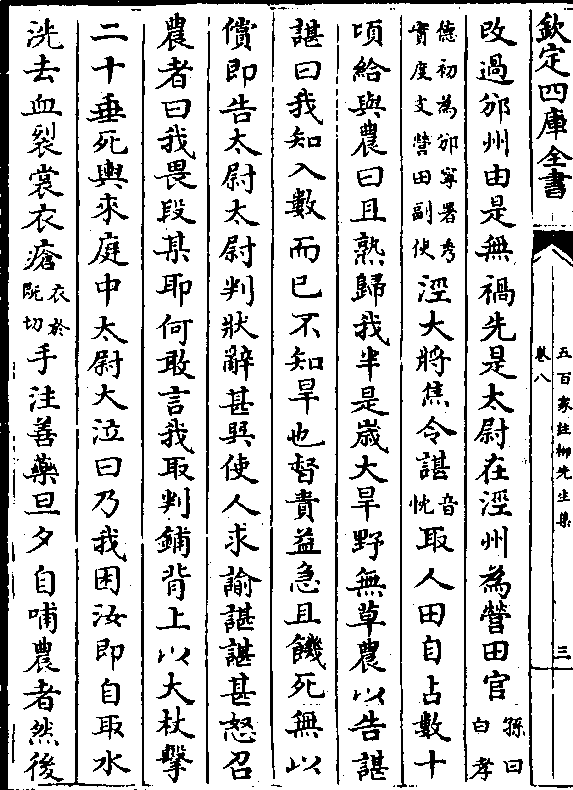 欽定四庫全書
五百家註柳先生集
卷八
三
改過邠州由是無禍先是太尉在涇州為營田官孫曰白孝
德初為邠寧署秀實度支營田副使涇大將焦令諶音忱取人田自占數十
頃給與農曰且熟歸我半是歲大旱野無草農以告諶
諶曰我知入數而已不知旱也督責益急且饑死無以
償即告太尉太尉判狀辭甚巽使人求諭諶諶甚怒召
農者曰我畏段某耶何敢言我取判鋪背上以大杖擊
二十垂死輿來庭中太尉大泣曰乃我困汝即自取水
洗去血裂裳衣瘡衣於既切手注善藥旦夕自哺農者然後